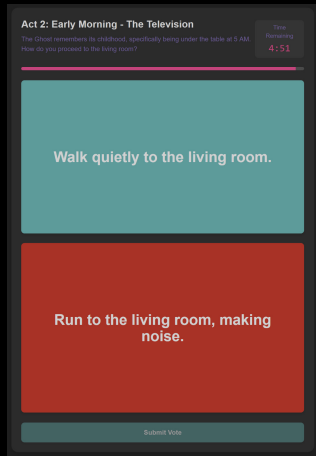 Act 2: Early Morning - The Television
The Ghost remembers its childhood, specifically being under the table at 5 AM.
How do you proceed to the living room?
Time
Remaining
4:51
Walk quietly to the living room.
Run to the living room, making
noise.
Submit Vote